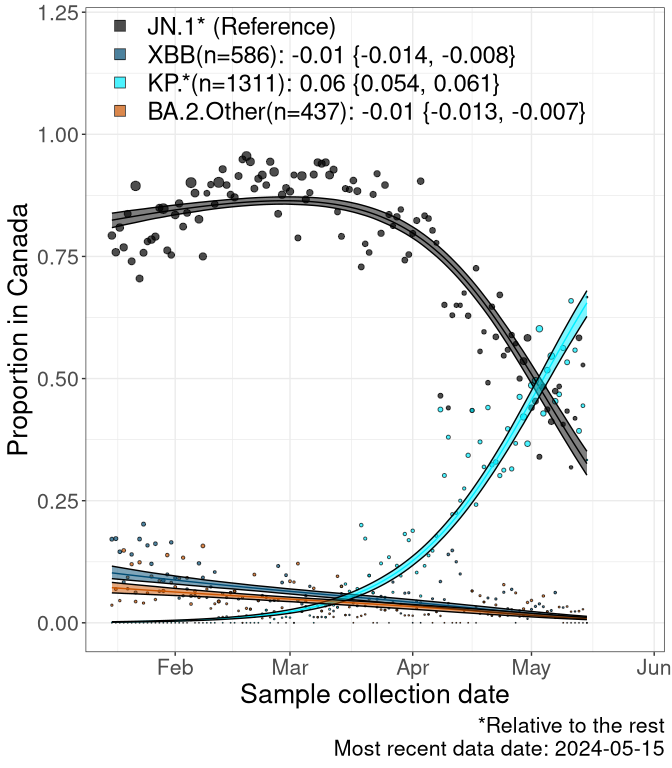 1.25
JN.1* (Reference)
XBB(n=586): -0.01 {-0.014, -0.008}
KP.*(n=1311): 0.06 {0.054, 0.061}
BA.2.Other(n=437): -0.01 {-0.013, -0.007}
1.00
0.75
0.50
0.25
0.00
Proportion in Canada
Feb Mar Apr May Jun
Sample collection date
*Relative to the rest
Most recent data date: 2024-05-15